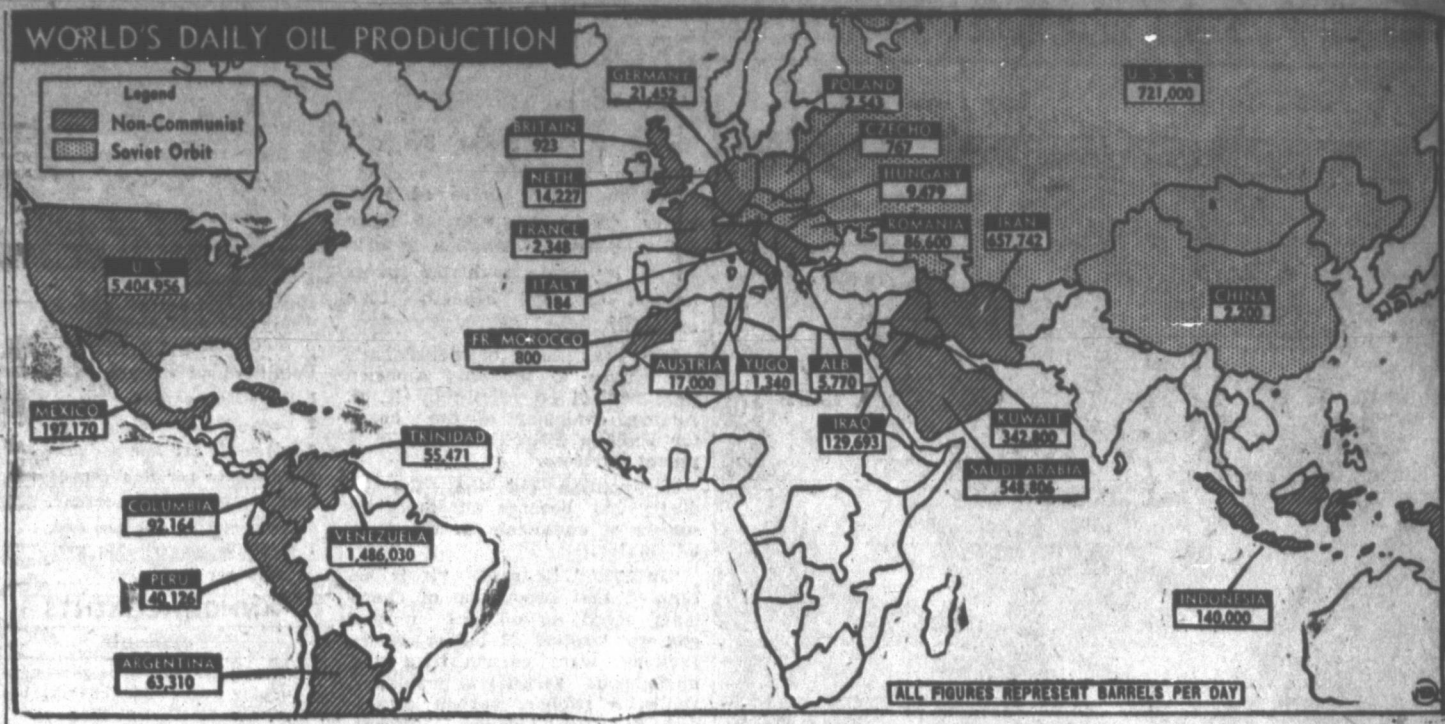 WORLD'S DAILY OIL PRODUCTION
Legend
Non-Communist
Soviet Orbit
GERMANY
21,452
POLAND
2,543
U.S.S.R.
721,000
BRITAIN
923
CZECHO
767
NETH
14,227
HUNGARY
9,479
FRANCE
2,348
ROMANIA
86,600
IRAN
657,742
U.S.
5,404,956
ITALY
184
CHINA
2,200
FR. MOROCCO
800
AUSTRIA
17,000
YUGO
1,340
ALB.
5,770
MEXICO
197,170
IRAQ
129,693
KUWAIT
342,800
TRINIDAD
55,471
SAUDI ARABIA
548,806
COLUMBIA
92,164
VENEZUELA
1,486,030
PERU
40,126
INDONESIA
140,000
ARGENTINA
63,310
ALL FIGURES REPRESENT BARRELS PER DAY